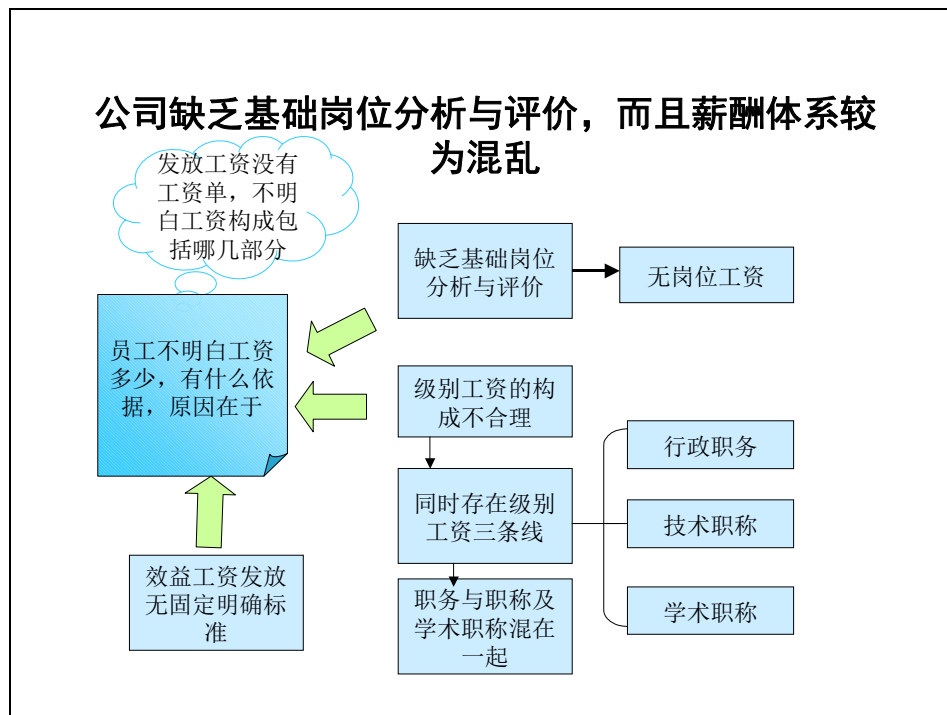 公司缺乏基础岗位分析与评价，而且薪酬体系较
为混乱
发放工资没有
工资单，不明
白工资构成包
括哪几部分
员工不明白工资
多少，有什么依
据，原因在于
效益工资发放
无固定明确标
准
缺乏基础岗位
分析与评价
无岗位工资
级别工资的构
成不合理
同时存在级别
工资三条线
职务与职称及
学术职称混在
一起
行政职务
技术职称
学术职称